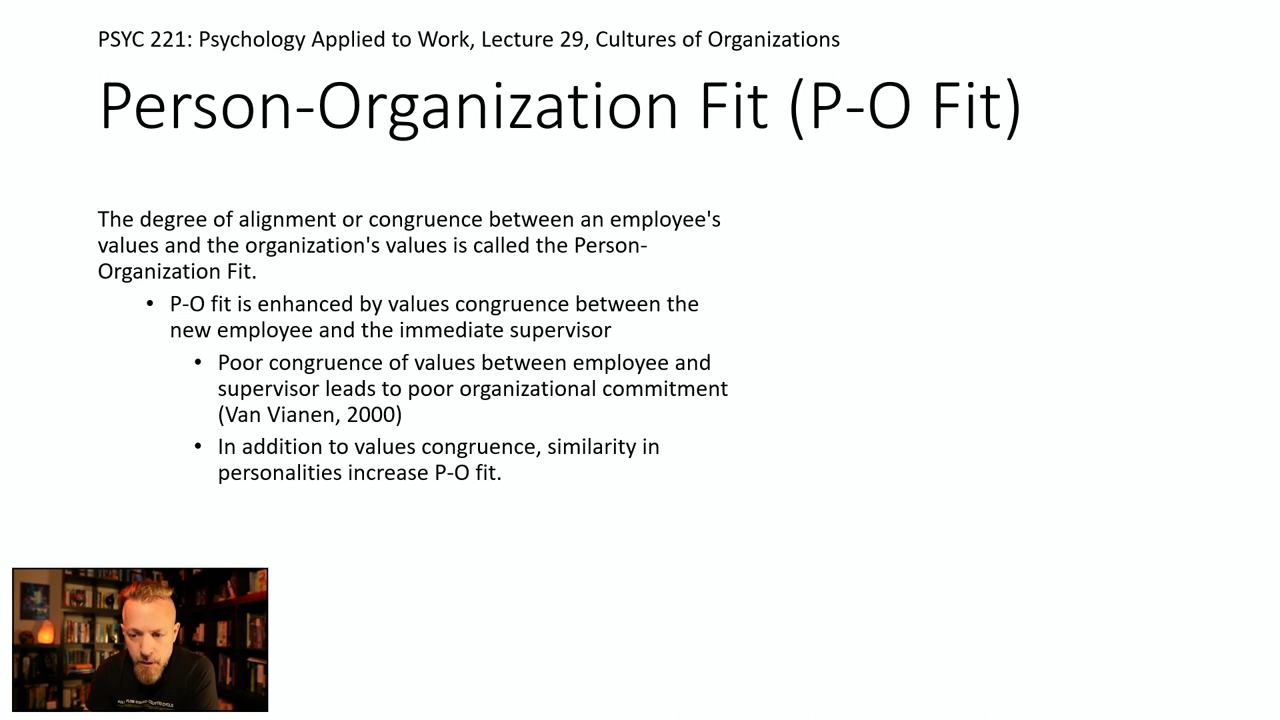 PSYC 221: Psychology Applied to Work, Lecture 29, Cultures of Organizations
Person-Organization Fit (P-O Fit)
The degree of alignment or congruence between an employee's
values and the organization's values is called the Person-
Organization Fit.
• P-O fit is enhanced by values congruence between the
new employee and the immediate supervisor
• Poor congruence of values between employee and
supervisor leads to poor organizational commitment
(Van Vianen, 2000)
• In addition to values congruence, similarity in
personalities increase P-O fit.